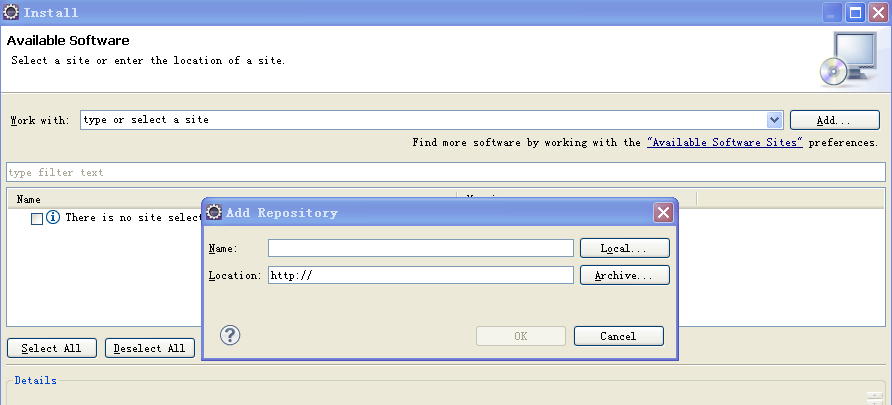 Install
Available Software
Select a site or enter the location of a site.
Work with: type or select a site Add...
Find more software by working with the "Available Software Sites" preferences.
type filter text
Name
There is no site select
Add Repository
Name: Local...
Location: http:// Archive...
? OK Cancel
Select All Deselect All
Details